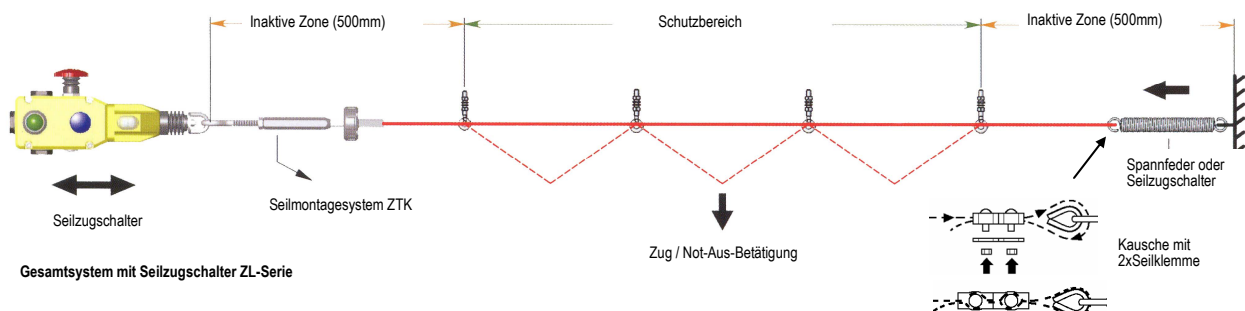 Inaktive Zone (500mm)
Schutzbereich
Inaktive Zone (500mm)
Spannfeder oder
Seilzugschalter
Seilmontagesystem ZTK
Seilzugschalter
Zug / Not-Aus-Betätigung
Kausche mit
2xSeilklemme
Gesamtsystem mit Seilzugschalter ZL-Serie